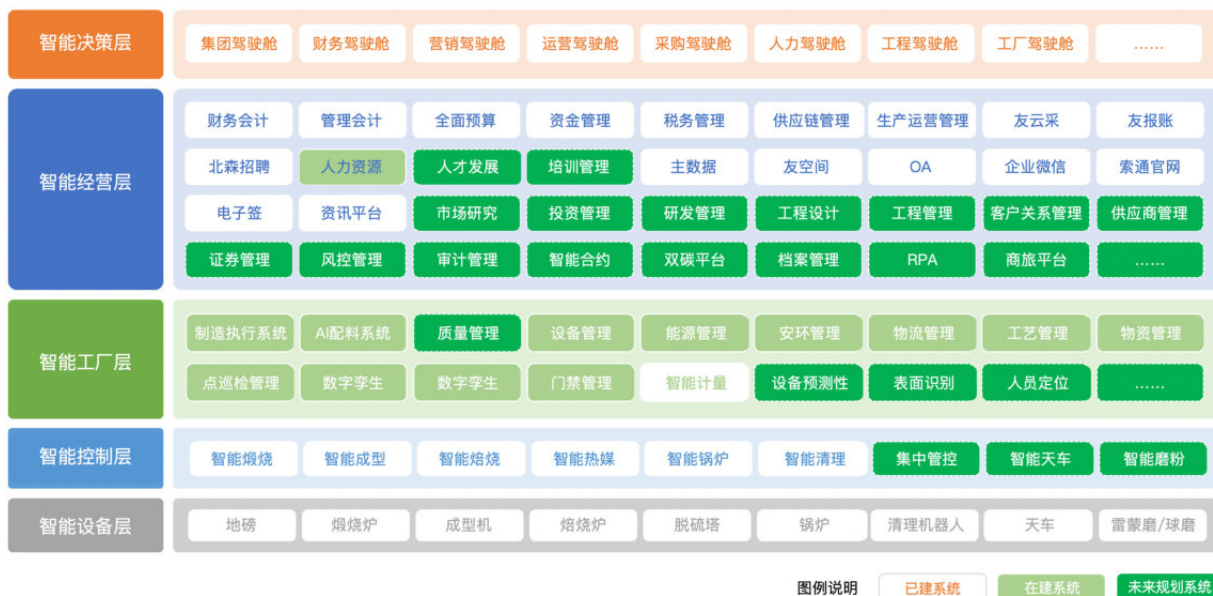 智能决策层 集团驾驶舱 财务驾驶舱 营销驾驶舱 运营驾驶舱 采购驾驶舱 人力驾驶舱 工程驾驶舱 工厂驾驶舱 ……
智能经营层
财务会计 管理会计 全面预算 资金管理 税务管理 供应链管理 生产运营管理 友云采 友报账
北森招聘 人力资源 人才发展 培训管理 主数据 友空间 OA 企业微信 索通官网
电子签 资讯平台 市场研究 投资管理 研发管理 工程设计 工程管理 客户关系管理 供应商管理
证券管理 风控管理 审计管理 智能合约 双碳平台 档案管理 RPA 商旅平台 ……
智能工厂层
制造执行系统 AI配料系统 质量管理 设备管理 能源管理 安环管理 物流管理 工艺管理 物资管理
点巡检管理 数字孪生 数字孪生 门禁管理 智能计量 设备预测性 表面识别 人员定位 ……
智能控制层 智能煅烧 智能成型 智能焙烧 智能热媒 智能锅炉 智能清理 集中管控 智能天车 智能磨粉
智能设备层 地磅 煅烧炉 成型机 焙烧炉 脱硫塔 锅炉 清理机器人 天车 雷蒙磨/球磨
图例说明 已建系统 在建系统 未来规划系统